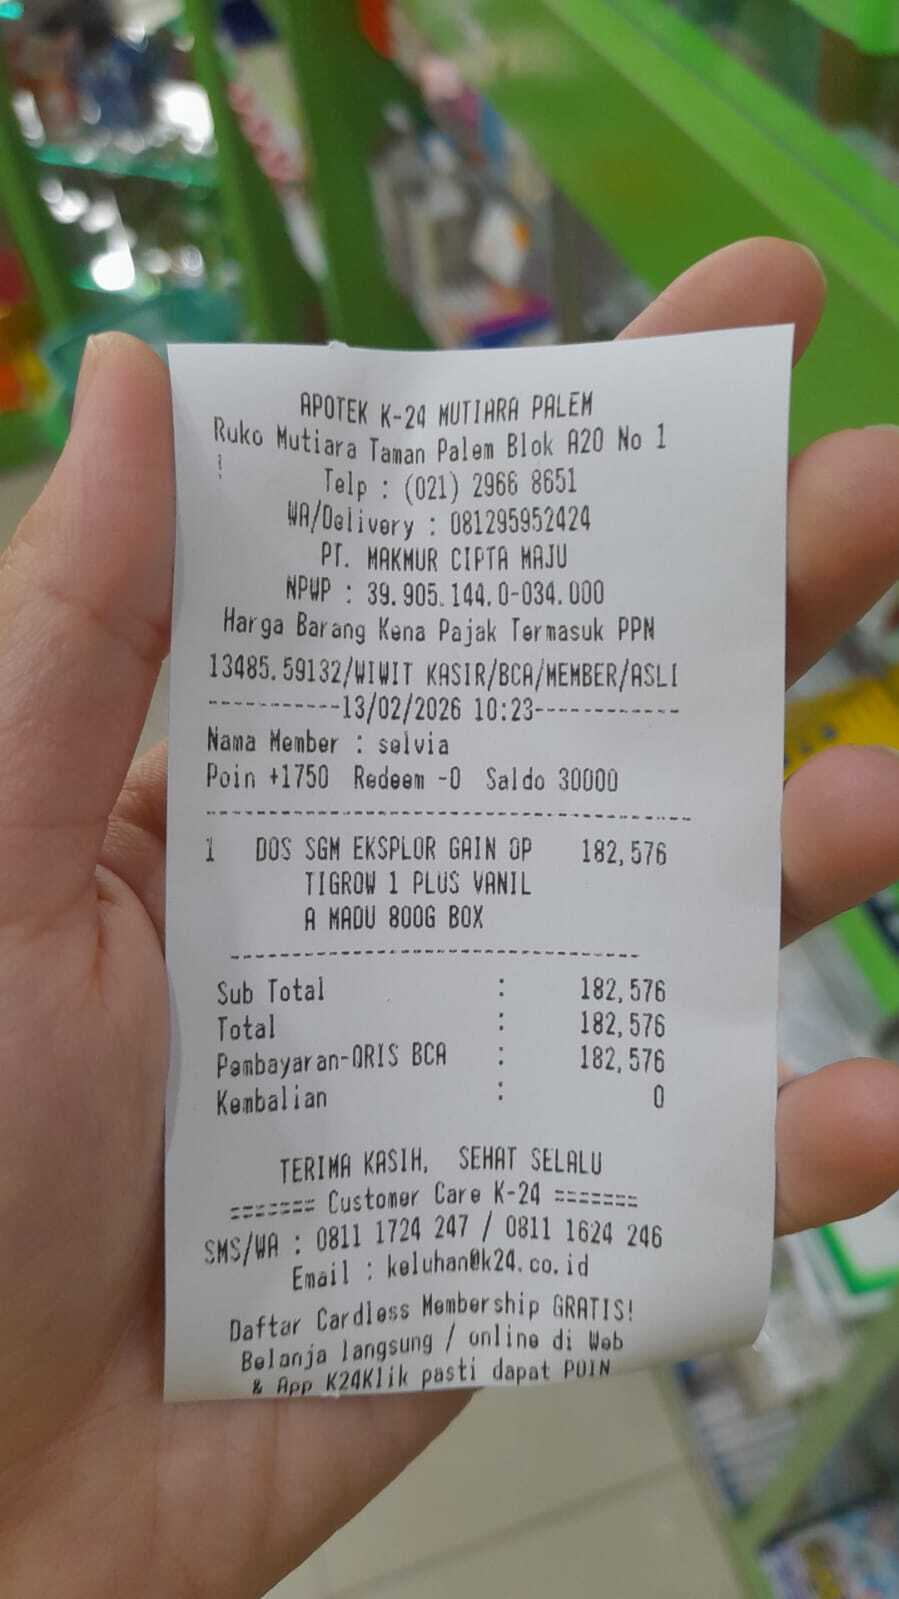 APOTEK K-24 MUTIARA PALEM
Ruko Mutiara Taman Palem Blok A20 No 1
Telp : (021) 2966 8651
WA/Delivery : 081295952424
PT. MAKMUR CIPTA MAJU
NPWP : 39.905.144.0-034.000
Harga Barang Kena Pajak Termasuk PPN
13485.59132/WIWIT KASIR/BCA/MEMBER/ASLI
-----------13/02/2026 10:23------------
Nama Member : selvia
Poin +1750 Redeem -0 Saldo 30000
1 DOS SGM EKSPLOR GAIN OP 182,576
TIGROW 1 PLUS VANIL
A MADU 800G BOX
Sub Total : 182,576
Total : 182,576
Pembayaran-QRIS BCA : 182,576
Kembalian : 0
TERIMA KASIH, SEHAT SELALU
======= Customer Care K-24 =======
SMS/WA : 0811 1724 247 / 0811 1624 246
Email : keluhan@k24.co.id
Daftar Cardless Membership GRATIS!
Belanja langsung / online di Web
& App K24Klik pasti dapat POIN